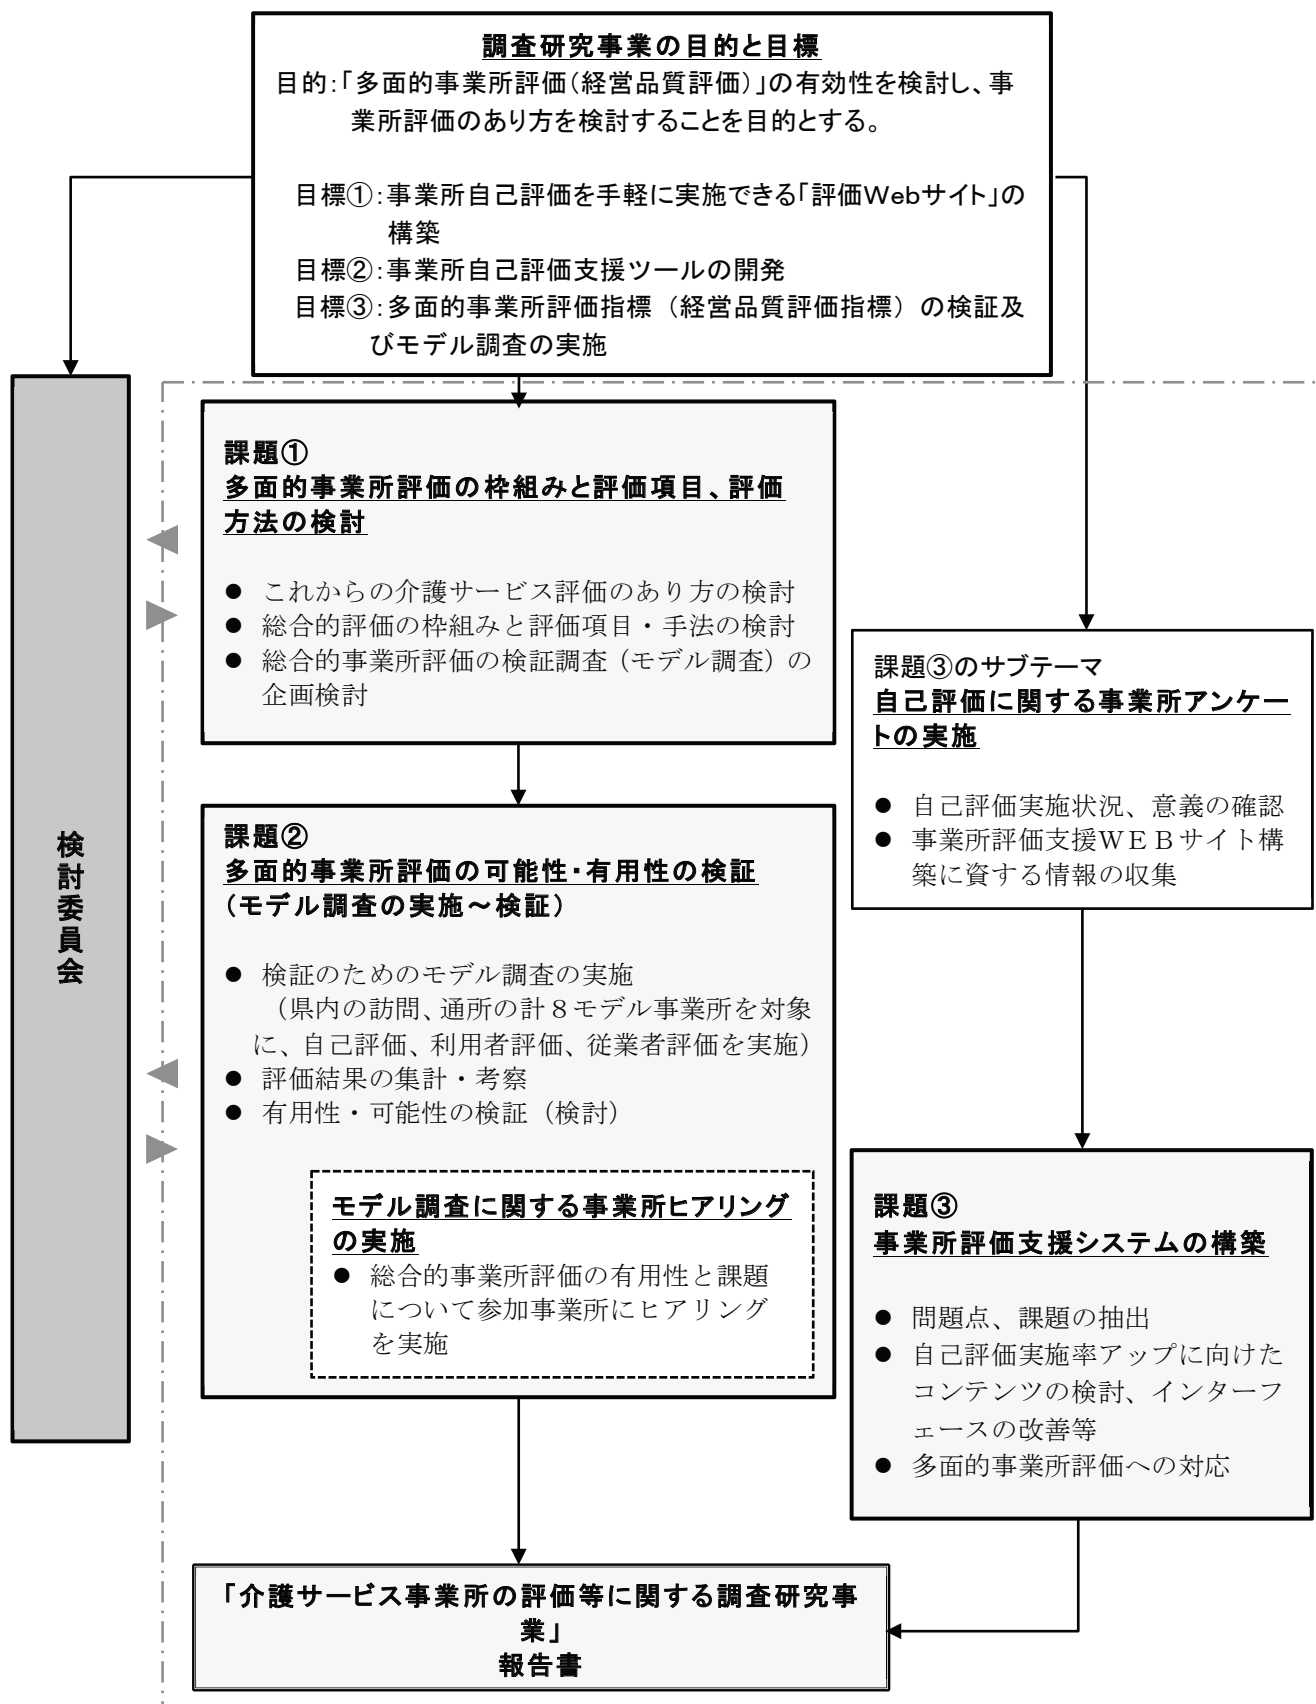 調査研究事業の目的と目標
目的:「多面的事業所評価(経営品質評価)」の有効性を検討し、事
業所評価のあり方を検討することを目的とする。
目標①:事業所自己評価を手軽に実施できる「評価Webサイト」の
構築
目標②:事業所自己評価支援ツールの開発
目標③:多面的事業所評価指標（経営品質評価指標）の検証及
びモデル調査の実施
検討委員会
課題①
多面的事業所評価の枠組みと評価項目、評価
方法の検討
● これからの介護サービス評価のあり方の検討
● 総合的評価の枠組みと評価項目・手法の検討
● 総合的事業所評価の検証調査（モデル調査）の
企画検討
課題②
多面的事業所評価の可能性・有用性の検証
（モデル調査の実施～検証）
● 検証のためのモデル調査の実施
（県内の訪問、通所の計８モデル事業所を対象
に、自己評価、利用者評価、従業者評価を実施）
● 評価結果の集計・考察
● 有用性・可能性の検証（検討）
モデル調査に関する事業所ヒアリング
の実施
● 総合的事業所評価の有用性と課題
について参加事業所にヒアリング
を実施
課題③のサブテーマ
自己評価に関する事業所アンケー
トの実施
● 自己評価実施状況、意義の確認
● 事業所評価支援ＷＥＢサイト構
築に資する情報の収集
課題③
事業所評価支援システムの構築
● 問題点、課題の抽出
● 自己評価実施率アップに向けた
コンテンツの検討、インターフ
ェースの改善等
● 多面的事業所評価への対応
「介護サービス事業所の評価等に関する調査研究事
業」
報告書